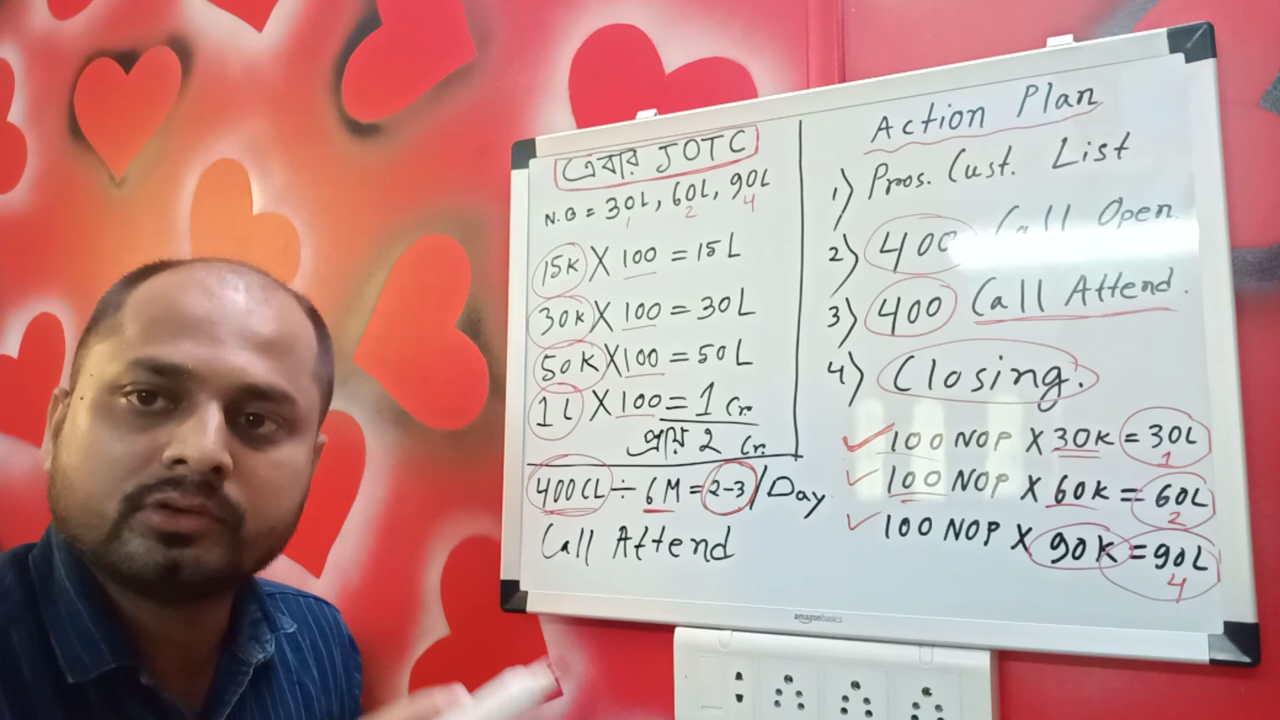 এবার JOTC
N.B = 30L, 60L, 90L
1 2 4
15K X 100 = 15L
30K X 100 = 30L
50K X 100 = 50L
1L X 100 = 1 Cr
প্রায় 2 Cr
400CL ÷ 6M = 2-3 / Day
Call Attend
Action Plan
1) Pros. Cust. List
2) 400 Call Open.
3) 400 Call Attend.
4) Closing.
100 NOP X 30K = 30L
1
100 NOP X 60K = 60L
2
100 NOP X 90K = 90L
4
amazonbasics